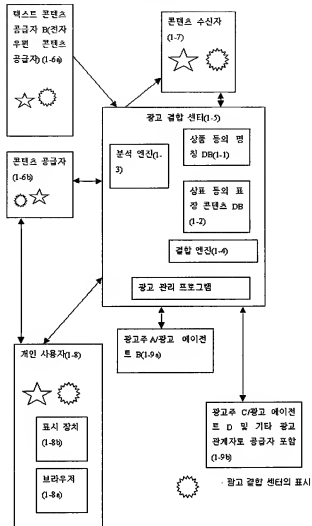 텍스트 콘텐츠
공급자 B(전자
우편 콘텐츠
공급자) (1-6a)
콘텐츠 수신자
(1-7)
광고 결합 센터(1-5)
분석 엔진(1-
3)
상품 등의 명
칭 DB(1-1)
상표 등의 표
장 콘텐츠 DB
(1-2)
결합 엔진(1-4)
광고 관리 프로그램
콘텐츠 공급자
(1-6b)
개인 사용자(1-8)
표시 장치
(1-8b)
브라우저
(1-8a)
광고주 A/광고 에이전
트 B(1-9a)
광고주 C/광고 에이전
트 D 및 기타 광고
관계자로 공급자 포함
(1-9b)
광고 결합 센터의 표시